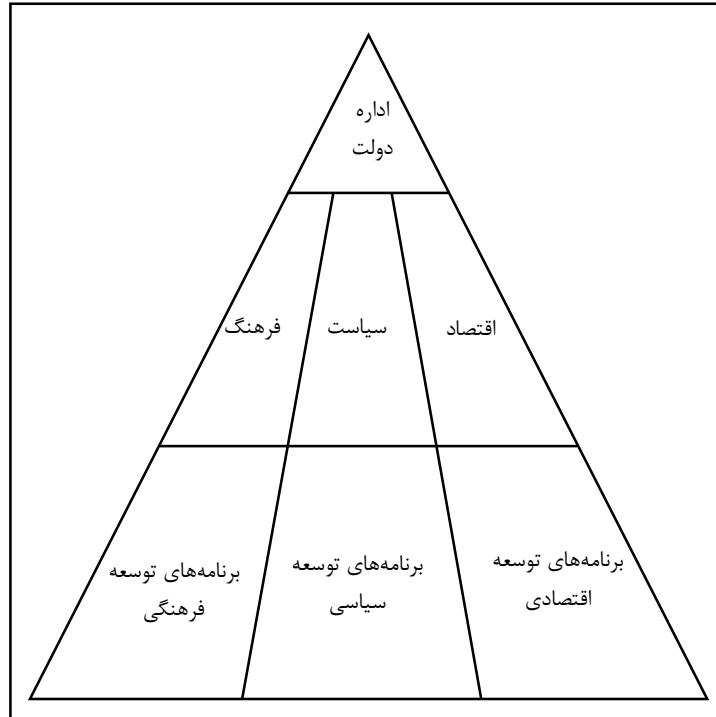 اداره
دولت
اقتصاد
سیاست
فرهنگ
برنامه‌های توسعه
اقتصادی
برنامه‌های توسعه
سیاسی
برنامه‌های توسعه
فرهنگی